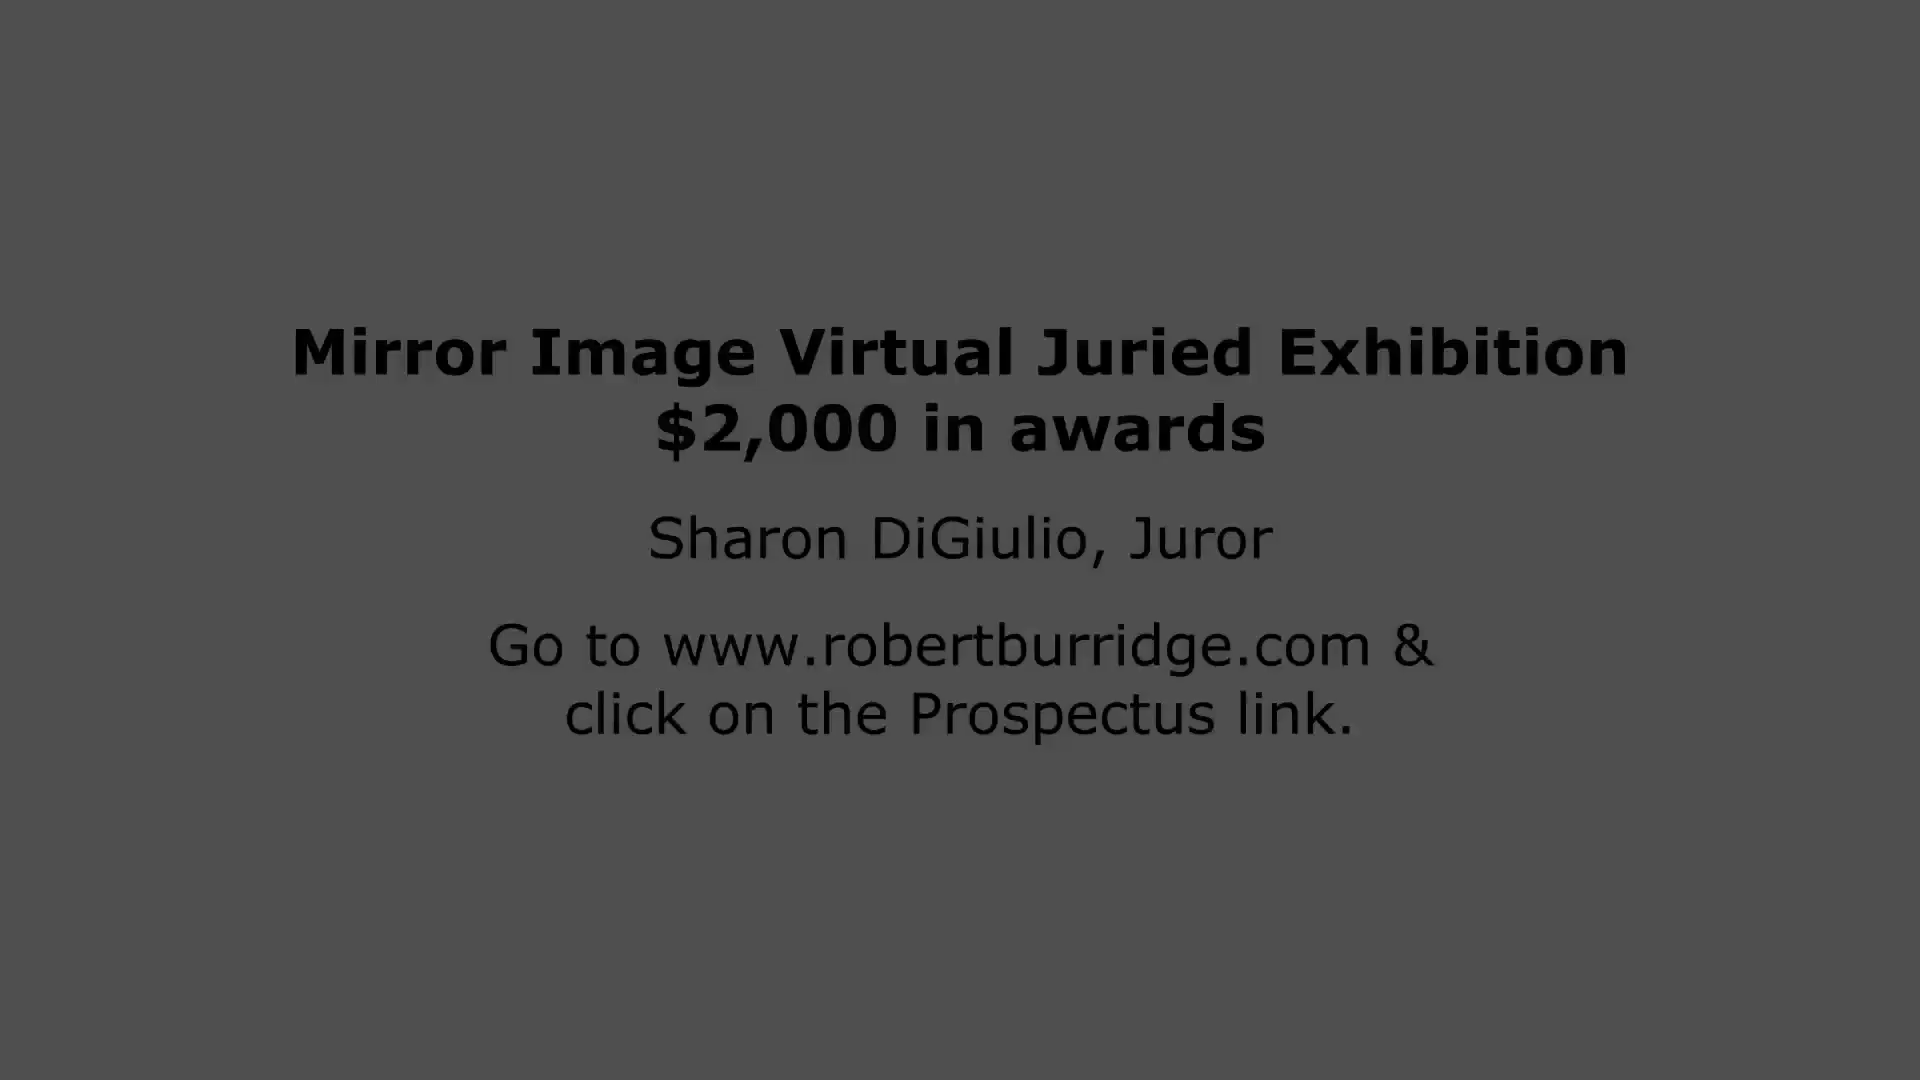 Mirror Image Virtual Juried Exhibition
$2,000 in awards
Sharon DiGiulio, Juror
Go to www.robertburridge.com &
click on the Prospectus link.